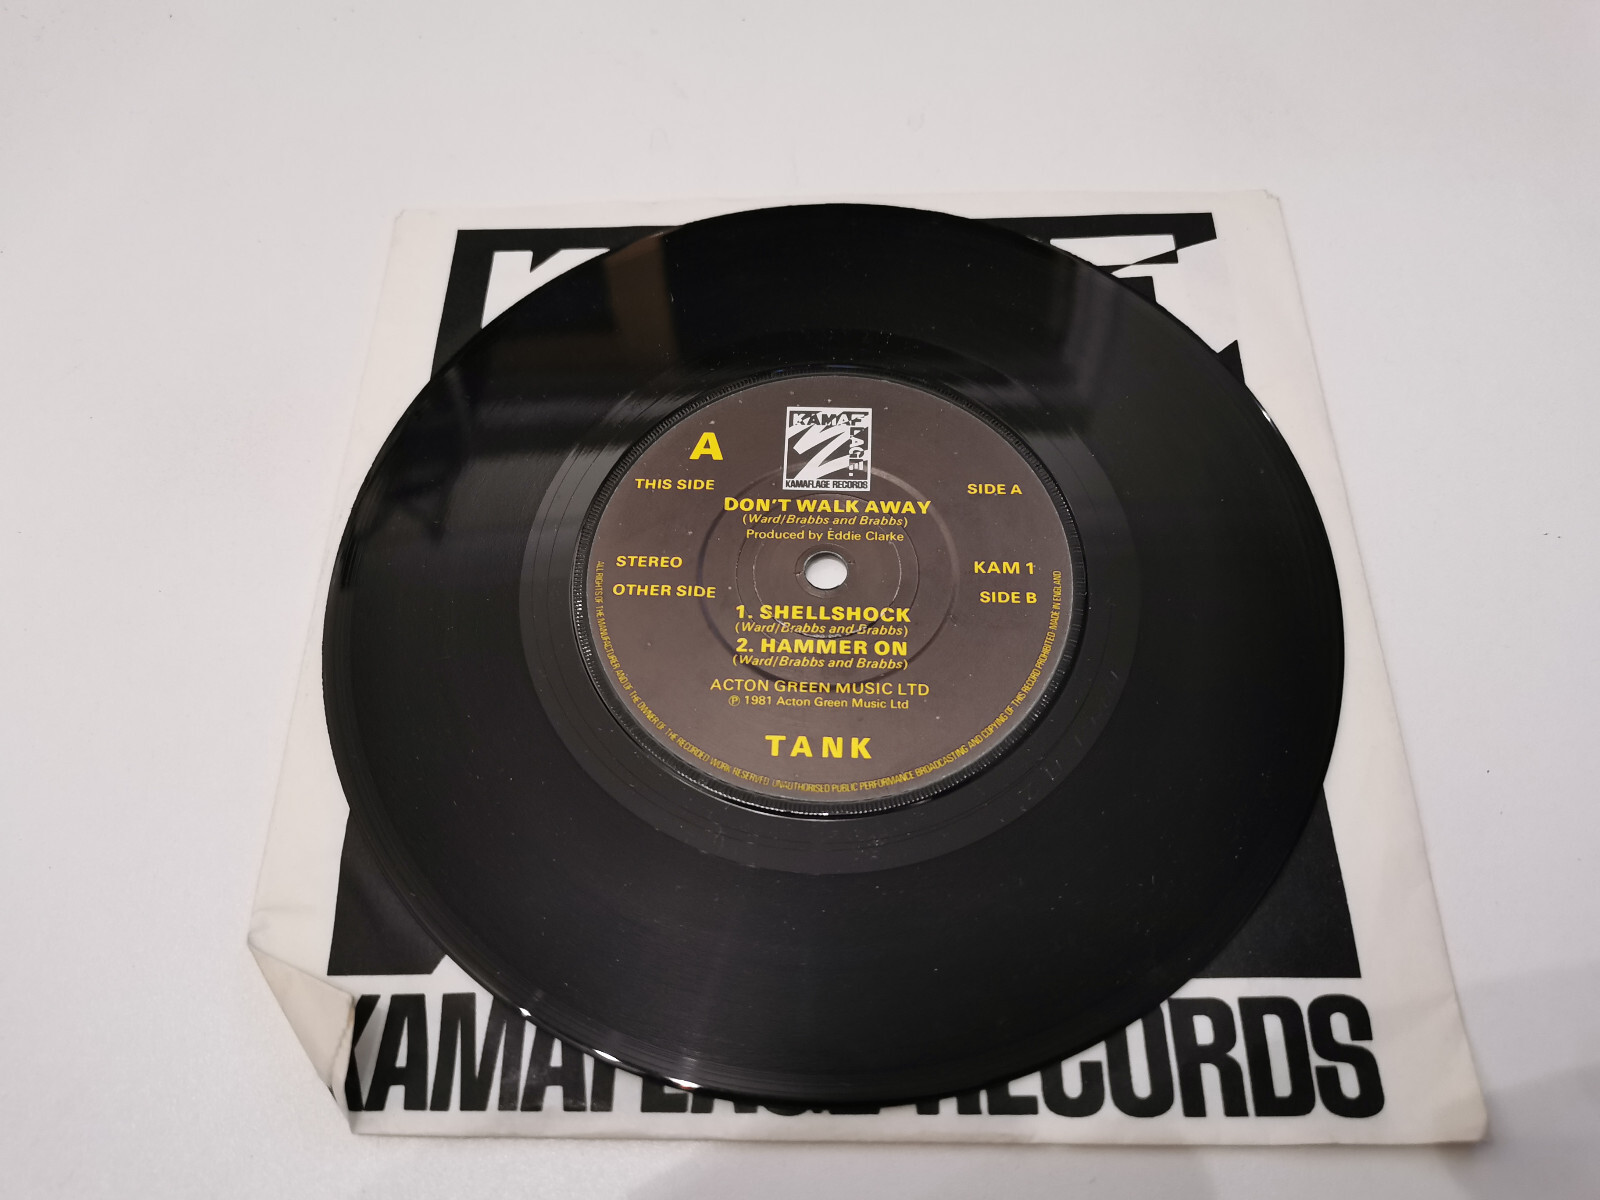 KAMAF
LAGE.
KAMAFLAGE RECORDS
A
THIS SIDE
SIDE A
DON'T WALK AWAY
(Ward/Brabbs and Brabbs)
Produced by Eddie Clarke
STEREO
KAM 1
OTHER SIDE
SIDE B
1. SHELLSHOCK
(Ward/Brabbs and Brabbs)
2. HAMMER ON
(Ward/Brabbs and Brabbs)
ACTON GREEN MUSIC LTD
℗ 1981 Acton Green Music Ltd
TANK
ALL RIGHTS OF THE MANUFACTURER AND OF THE OWNER OF THE RECORDED WORK RESERVED. UNAUTHORISED PUBLIC PERFORMANCE BROADCASTING AND COPYING OF THIS RECORD PROHIBITED. MADE IN ENGLAND
KAMAFLAGE RECORDS